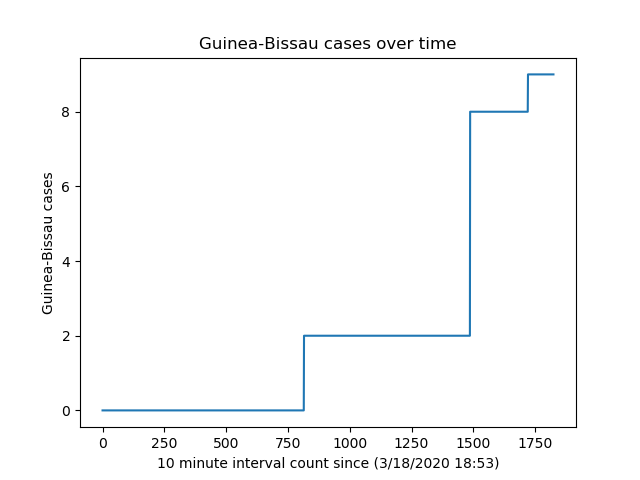 Guinea-Bissau cases over time
Guinea-Bissau cases
8
6
4
2
0
0 250 500 750 1000 1250 1500 1750
10 minute interval count since (3/18/2020 18:53)